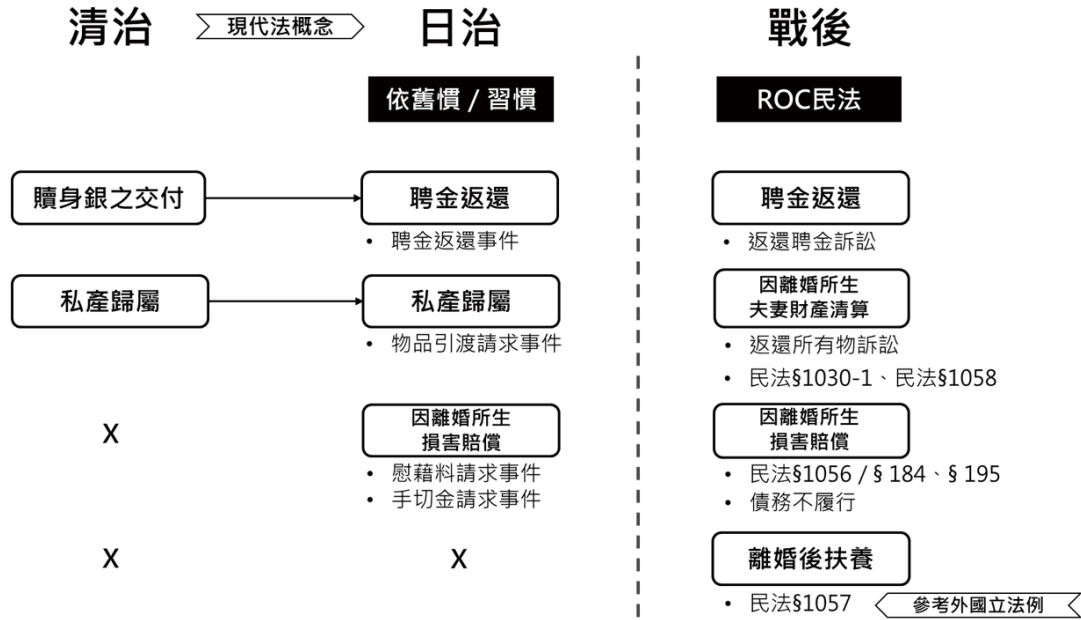 清治
現代法概念
日治
戰後
依舊慣 / 習慣
ROC民法
贖身銀之交付
聘金返還
聘金返還
• 聘金返還事件
• 返還聘金訴訟
私產歸屬
私產歸屬
因離婚所生
夫妻財產清算
• 物品引渡請求事件
• 返還所有物訴訟
• 民法§1030-1、民法§1058
X
因離婚所生
損害賠償
因離婚所生
損害賠償
• 慰藉料請求事件
• 手切金請求事件
• 民法§1056 / § 184、§ 195
• 債務不履行
X
X
離婚後扶養
• 民法§1057
參考外國立法例